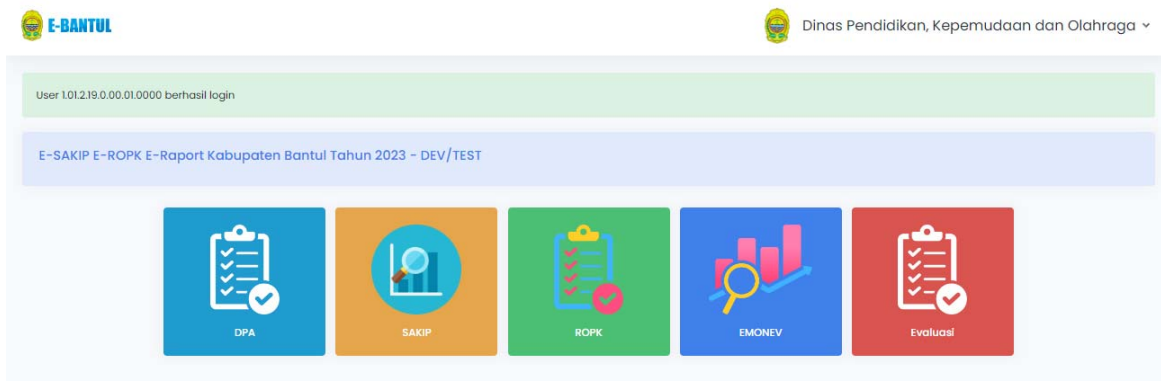 E-BANTUL
Dinas Pendidikan, Kepemudaan dan Olahraga
User 1.01.2.19.0.00.01.0000 berhasil login
E-SAKIP E-ROPK E-Raport Kabupaten Bantul Tahun 2023 - DEV/TEST
DPA
SAKIP
ROPK
EMONEV
Evaluasi